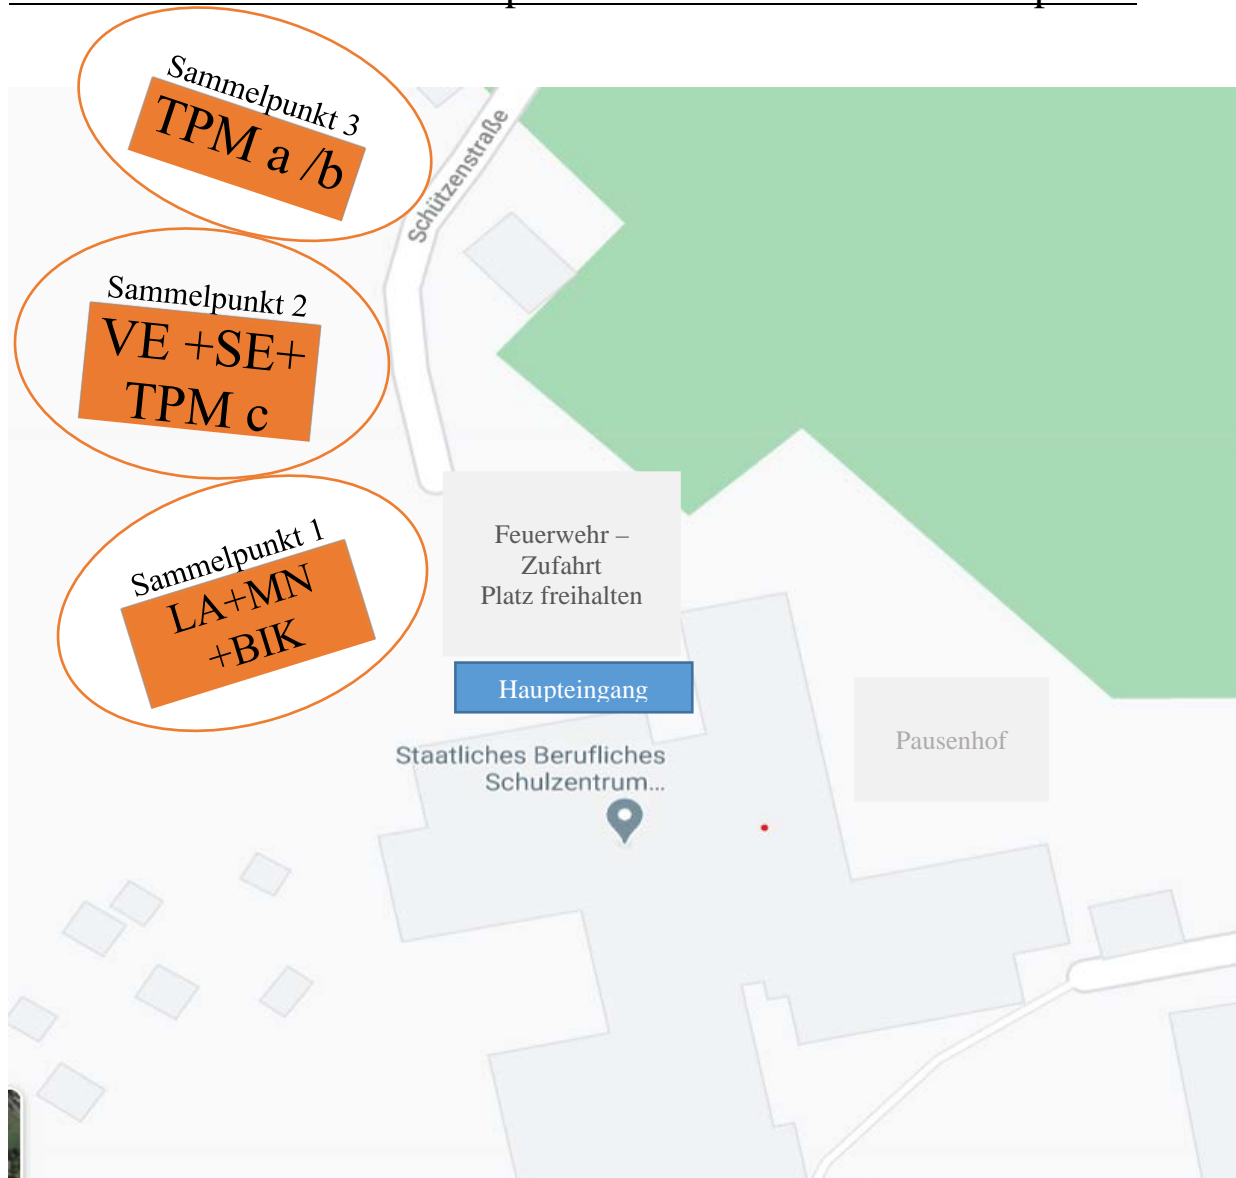 Sammelpunkt 3
TPM a /b
Schützenstraße
Sammelpunkt 2
VE +SE+
TPM c
Sammelpunkt 1
LA+MN
+BIK
Feuerwehr –
Zufahrt
Platz freihalten
Haupteingang
Pausenhof
Staatliches Berufliches
Schulzentrum...